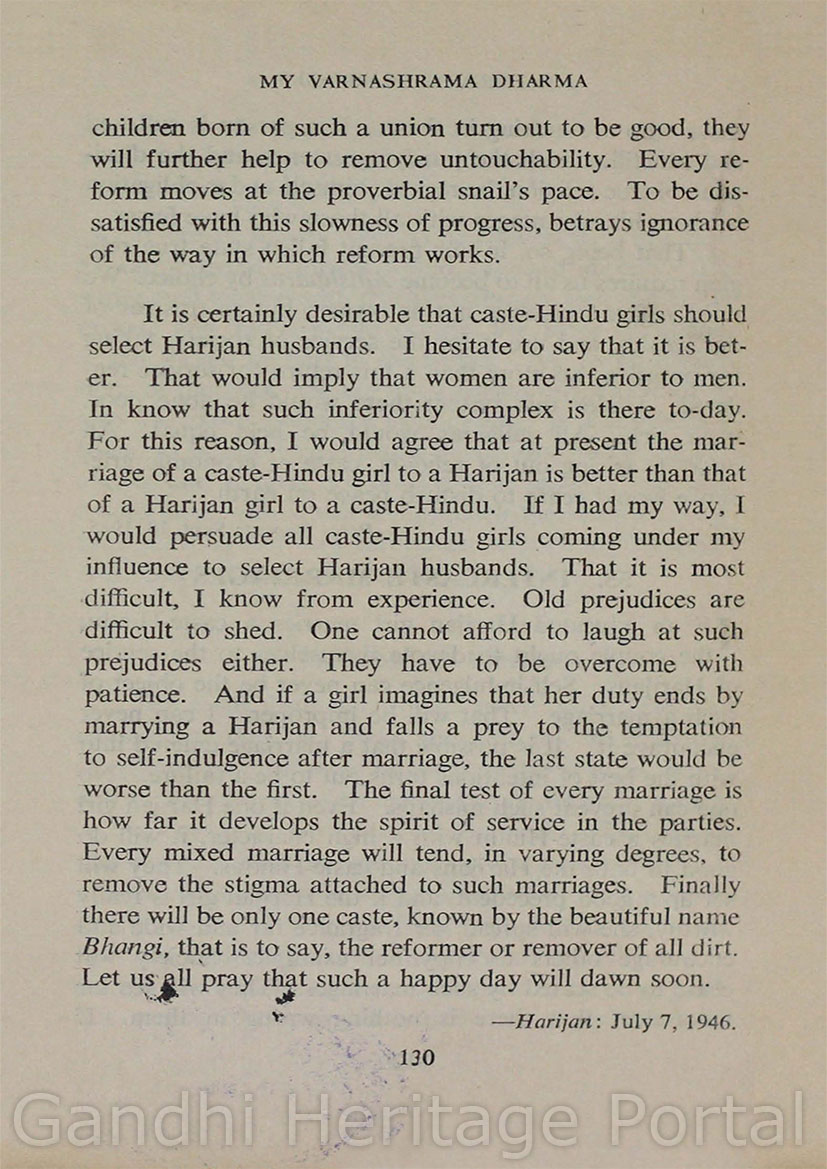 MY VARNASHRAMA DHARMA
children born of such a union turn out to be good, they
will further help to remove untouchability. Every re-
form moves at the proverbial snail's pace. To be dis-
satisfied with this slowness of progress, betrays ignorance
of the way in which reform works.
It is certainly desirable that caste-Hindu girls should
select Harijan husbands. I hesitate to say that it is bet-
er. That would imply that women are inferior to men.
In know that such inferiority complex is there to-day.
For this reason, I would agree that at present the mar-
riage of a caste-Hindu girl to a Harijan is better than that
of a Harijan girl to a caste-Hindu. If I had my way, I
would persuade all caste-Hindu girls coming under my
influence to select Harijan husbands. That it is most
difficult, I know from experience. Old prejudices are
difficult to shed. One cannot afford to laugh at such
prejudices either. They have to be overcome with
patience. And if a girl imagines that her duty ends by
marrying a Harijan and falls a prey to the temptation
to self-indulgence after marriage, the last state would be
worse than the first. The final test of every marriage is
how far it develops the spirit of service in the parties.
Every mixed marriage will tend, in varying degrees, to
remove the stigma attached to such marriages. Finally
there will be only one caste, known by the beautiful name
Bhangi, that is to say, the reformer or remover of all dirt.
Let us all pray that such a happy day will dawn soon.
—Harijan: July 7, 1946.
130
Gandhi Heritage Portal